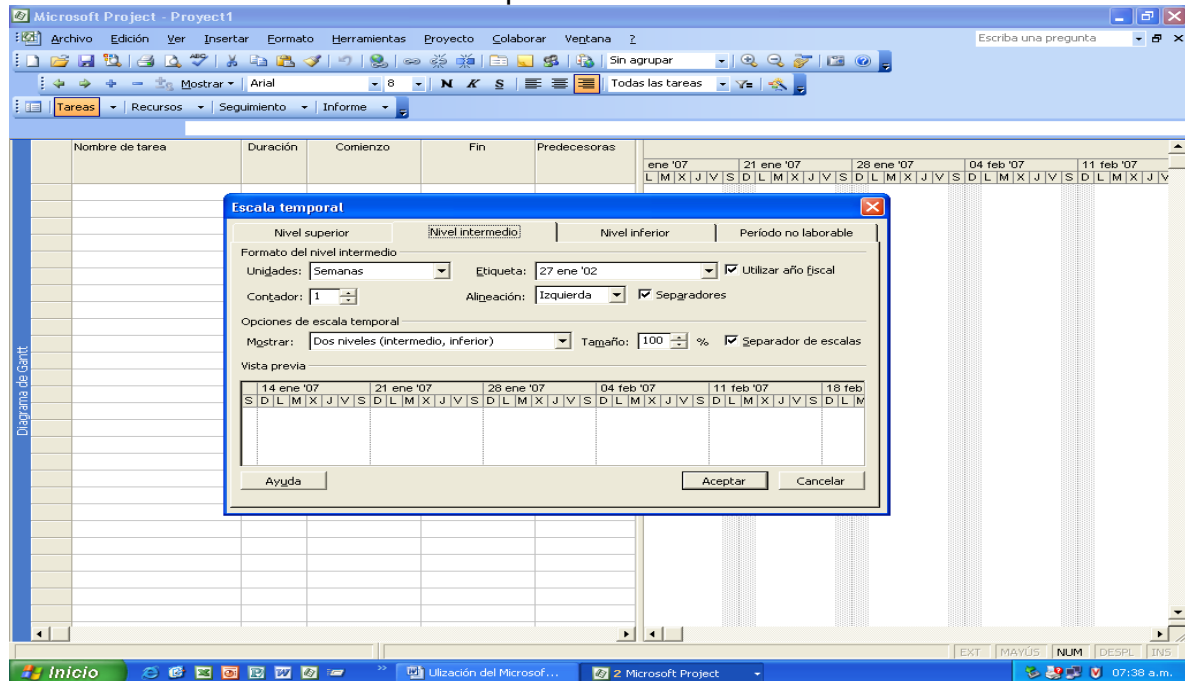 Microsoft Project - Proyect1
Archivo Edición Ver Insertar Formato Herramientas Proyecto Colaborar Ventana ?
Escriba una pregunta
Sin agrupar
Mostrar Arial 8 N K S Todas las tareas
Tareas Recursos Seguimiento Informe
Nombre de tarea Duración Comienzo Fin Predecesoras
ene '07 21 ene '07 28 ene '07 04 feb '07 11 feb '07
L M X J V S D L M X J V S D L M X J V S D L M X J V S D L M X J V
Escala temporal
Nivel superior Nivel intermedio Nivel inferior Período no laborable
Formato del nivel intermedio
Unidades: Semanas Etiqueta: 27 ene '02 Utilizar año fiscal
Contador: 1 Alineación: Izquierda Separadores
Opciones de escala temporal
Mostrar: Dos niveles (intermedio, inferior) Tamaño: 100 % Separador de escalas
Vista previa
14 ene '07 21 ene '07 28 ene '07 04 feb '07 11 feb '07 18 feb
S D L M X J V S D L M X J V S D L M X J V S D L M X J V S D L M X J V S D L M
Ayuda Aceptar Cancelar
Diagrama de Gantt
EXT MAYÚS NUM DESPL INS
Inicio Ulización del Microsof... 2 Microsoft Project 07:38 a.m.